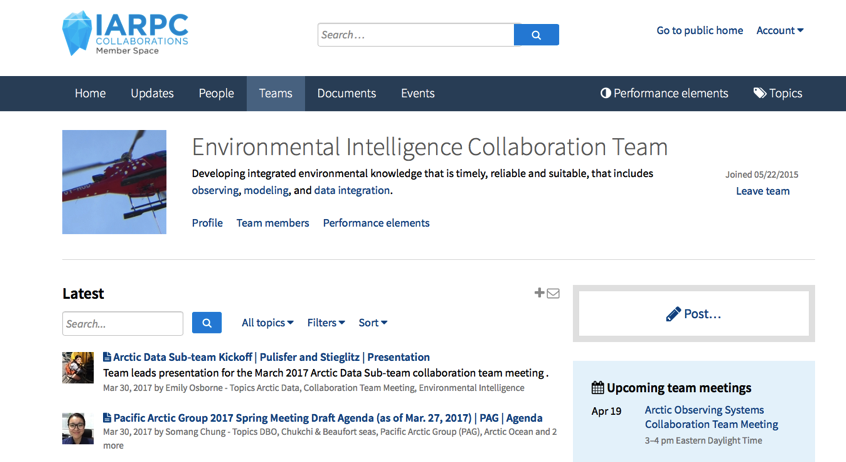 IARPC
COLLABORATIONS
Member Space
Search...
Go to public home
Account
Home
Updates
People
Teams
Documents
Events
Performance elements
Topics
Environmental Intelligence Collaboration Team
Developing integrated environmental knowledge that is timely, reliable and suitable, that includes
observing, modeling, and data integration.
Joined 05/22/2015
Leave team
Profile
Team members
Performance elements
Latest
Search...
All topics
Filters
Sort
Arctic Data Sub-team Kickoff | Pulisfer and Stieglitz | Presentation
Team leads presentation for the March 2017 Arctic Data Sub-team collaboration team meeting .
Mar 30, 2017 by Emily Osborne - Topics Arctic Data, Collaboration Team Meeting, Environmental Intelligence
Pacific Arctic Group 2017 Spring Meeting Draft Agenda (as of Mar. 27, 2017) | PAG | Agenda
Mar 30, 2017 by Somang Chung - Topics DBO, Chukchi & Beaufort seas, Pacific Arctic Group (PAG), Arctic Ocean and 2
more
Post...
Upcoming team meetings
Apr 19
Arctic Observing Systems
Collaboration Team Meeting
3–4 pm Eastern Daylight Time